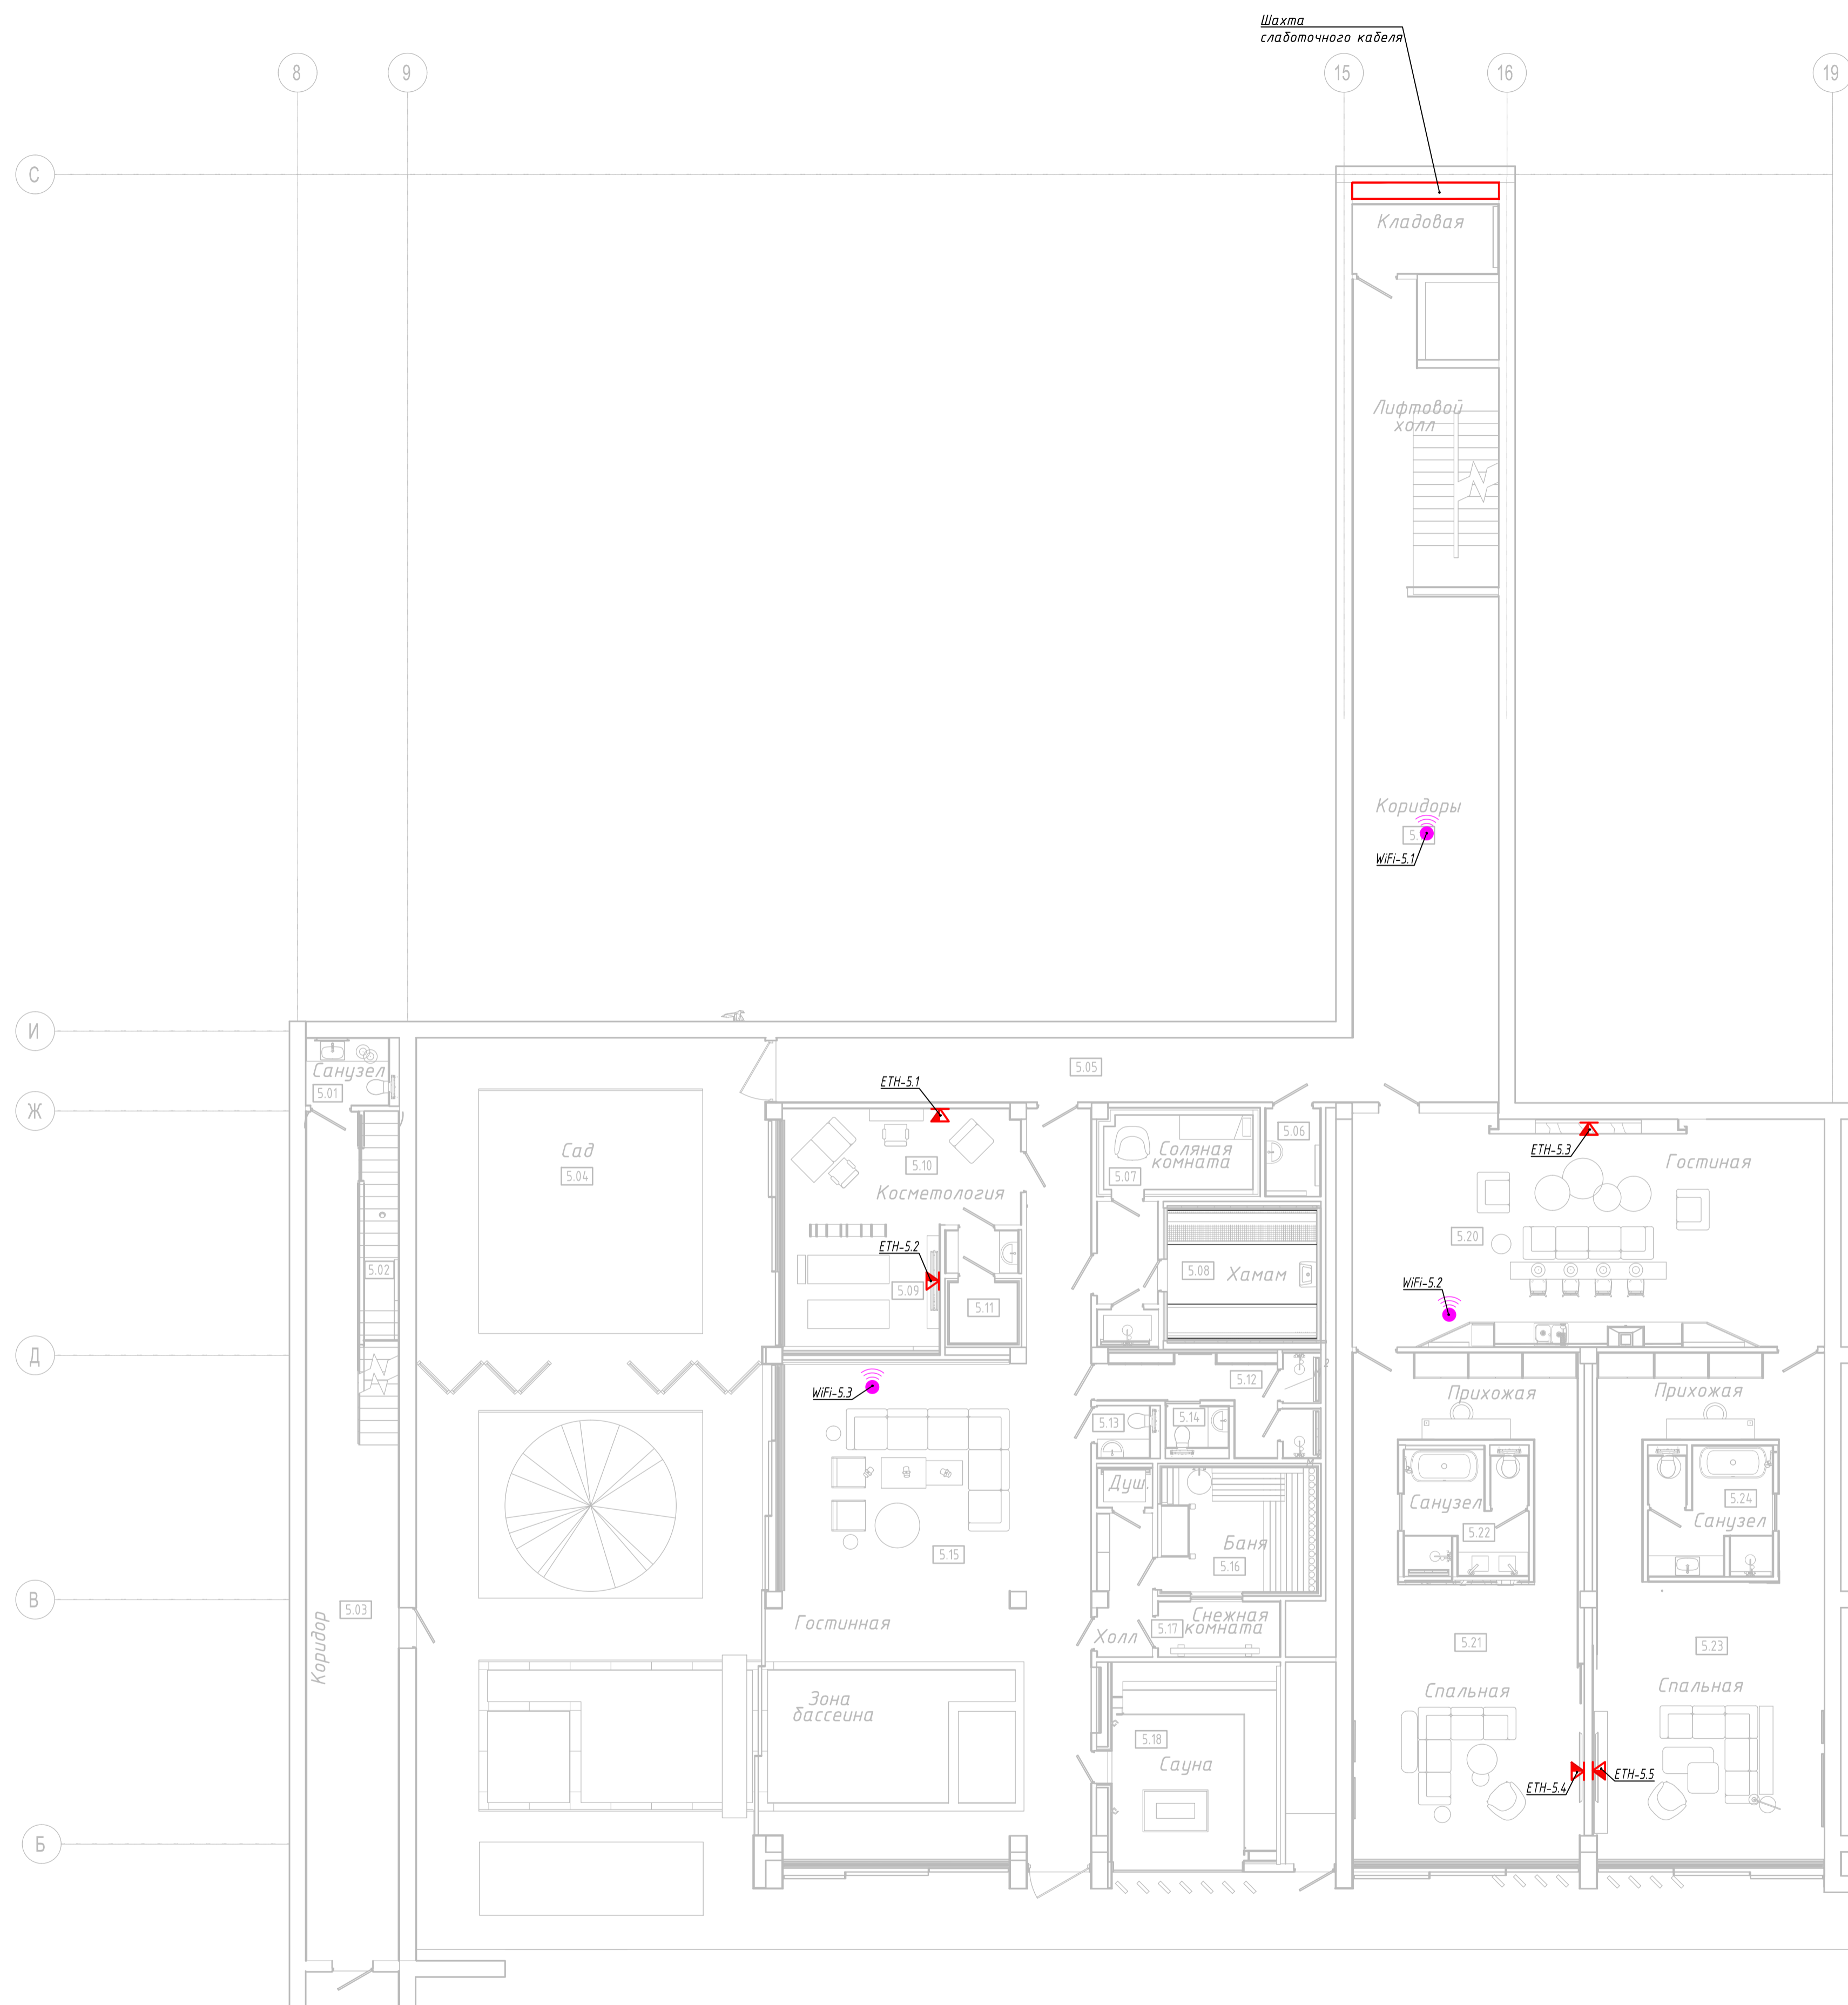 Шахта
слаботочного кабеля
8
9
15
16
19
С
Кладовая
Лифтовой
холл
Коридоры
5
WiFi-5.1
И
Санузел
5.01
5.05
Ж
ETH-5.1
ETH-5.3
Сад
5.04
5.10
Косметология
Соляная
комната
5.07
5.06
Гостиная
5.20
ETH-5.2
5.02
5.09
5.11
5.08
Хамам
WiFi-5.2
Д
WiFi-5.3
5.12
2
Прихожая
Прихожая
5.13
5.14
Душ.
Санузел
5.22
5.24
Санузел
5.15
Баня
5.16
В
5.03
Коридор
Гостинная
Холл
5.17
Снежная
комната
5.21
5.23
Зона
бассеина
Спальная
Спальная
5.18
Сауна
ETH-5.4
ETH-5.5
Б